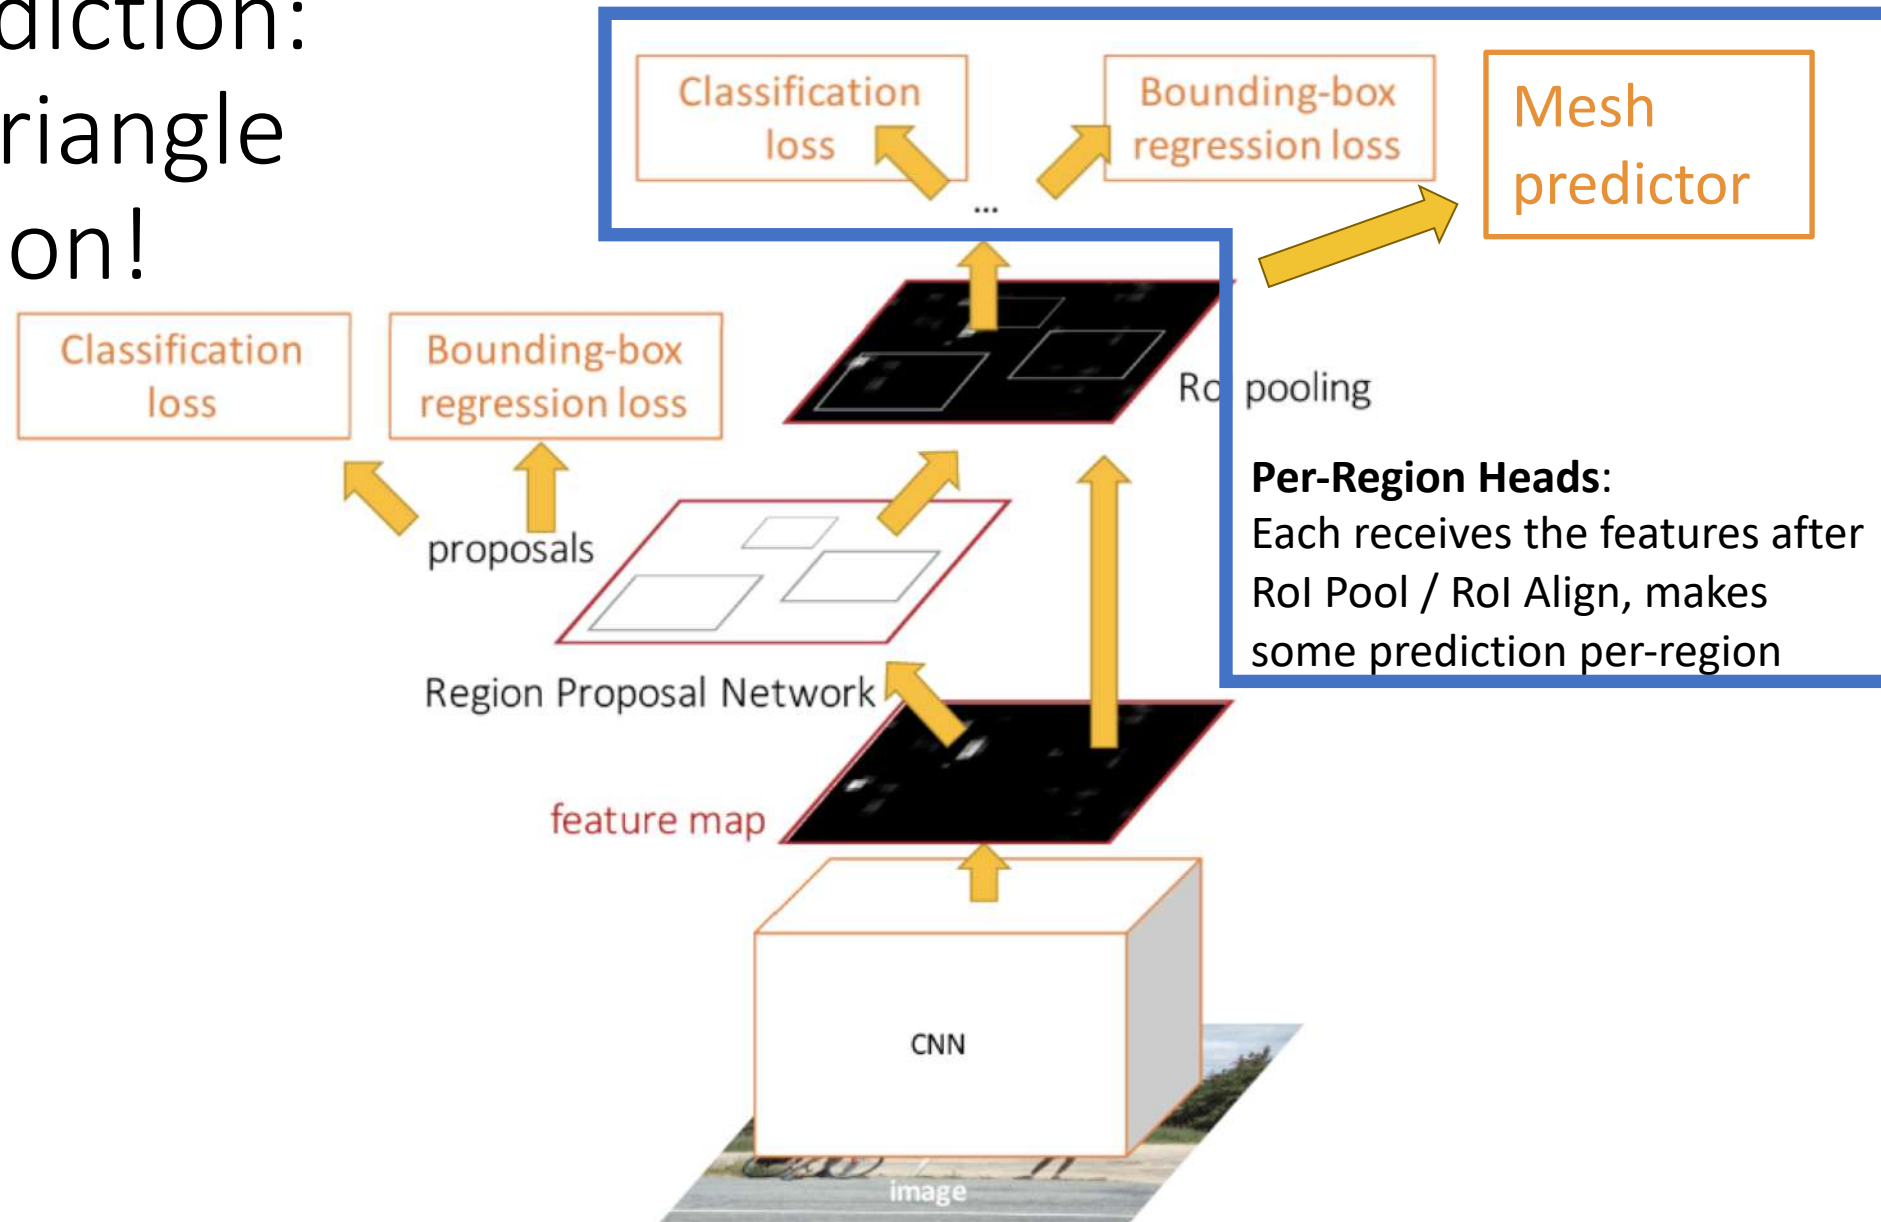 diction:
riangle
on!
Classification
loss
Bounding-box
regression loss
Mesh
predictor
...
Classification
loss
Bounding-box
regression loss
RoI pooling
Per-Region Heads:
Each receives the features after
RoI Pool / RoI Align, makes
some prediction per-region
proposals
Region Proposal Network
feature map
CNN
image